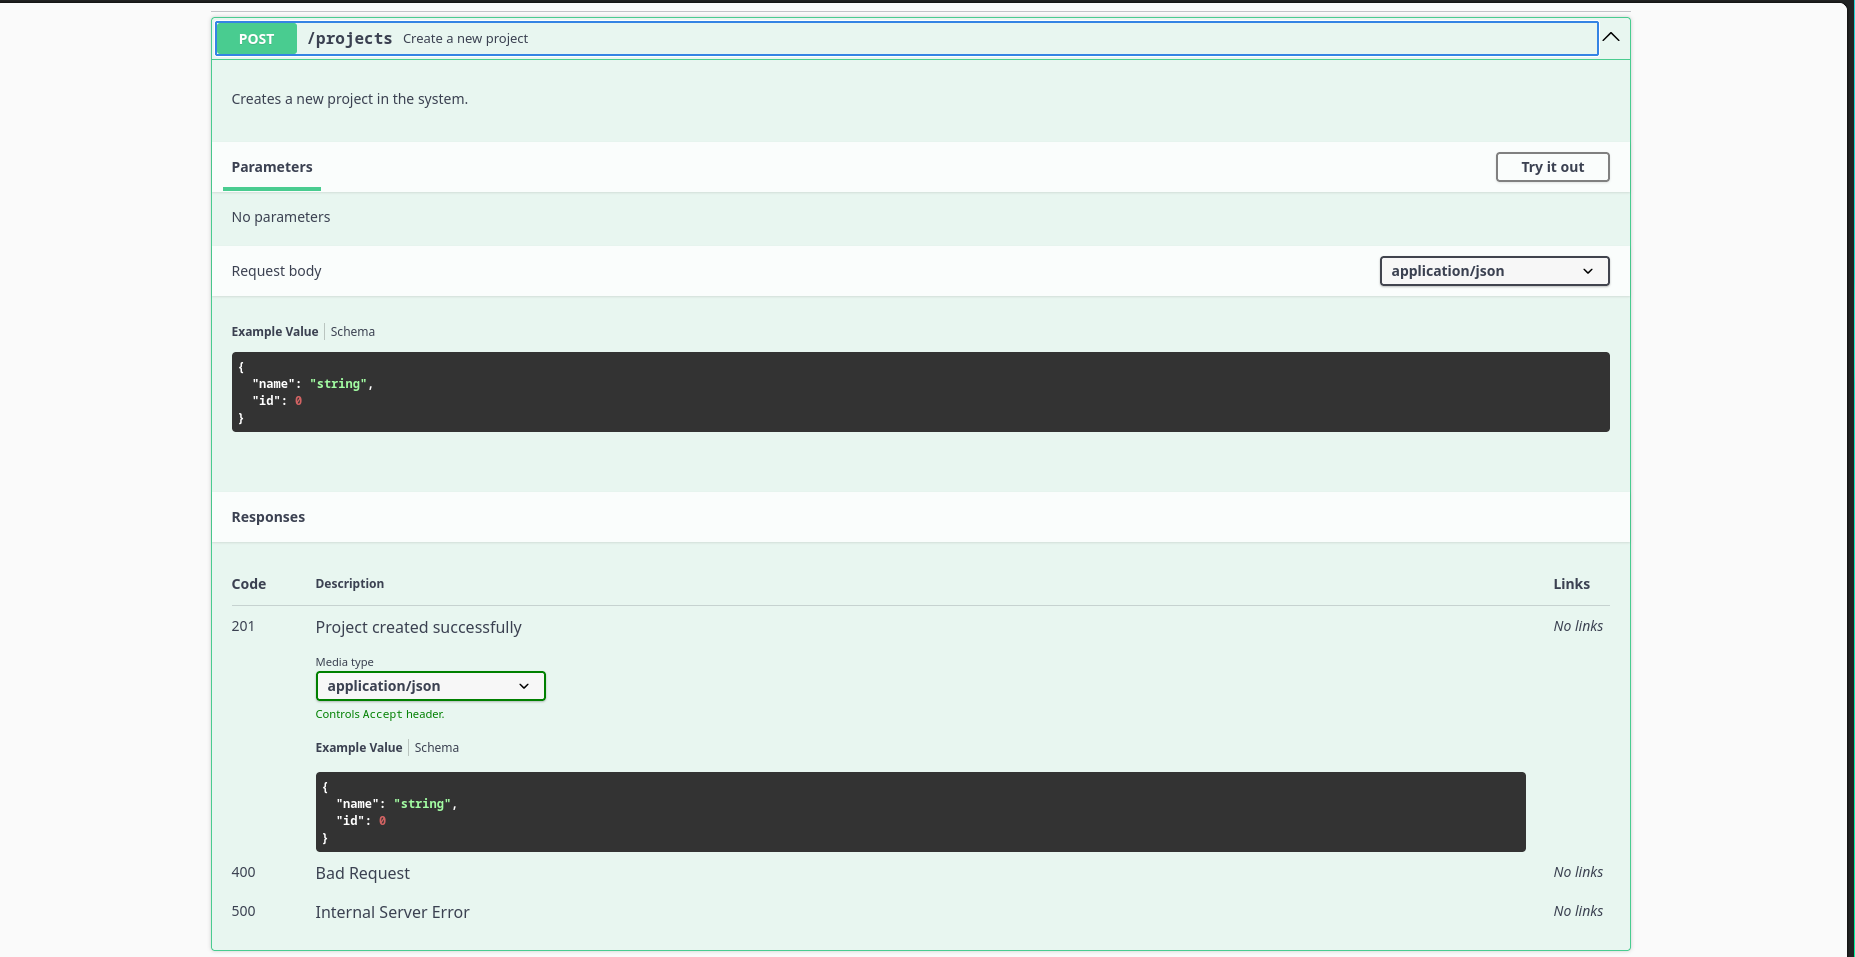 POST /projects Create a new project
Creates a new project in the system.
Parameters
Try it out
No parameters
Request body
application/json
Example Value Schema
{
  "name": "string",
  "id": 0
}
Responses
Code Description Links
201 Project created successfully No links
Media type
application/json
Controls Accept header.
Example Value Schema
{
  "name": "string",
  "id": 0
}
400 Bad Request No links
500 Internal Server Error No links